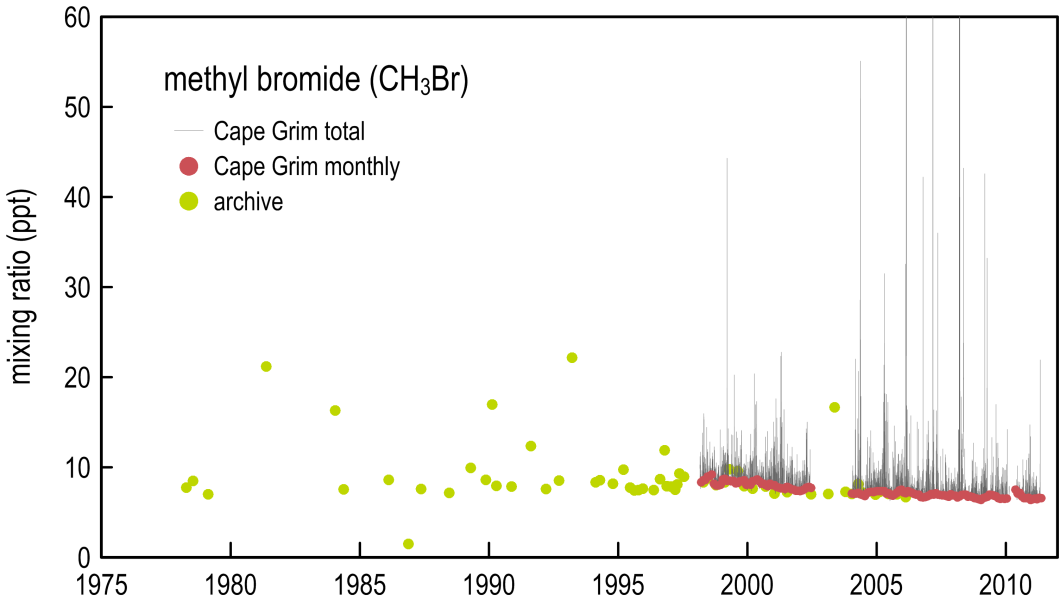 methyl bromide (CH₃Br)
Cape Grim total
Cape Grim monthly
archive
mixing ratio (ppt)
60
50
40
30
20
10
0
1975 1980 1985 1990 1995 2000 2005 2010